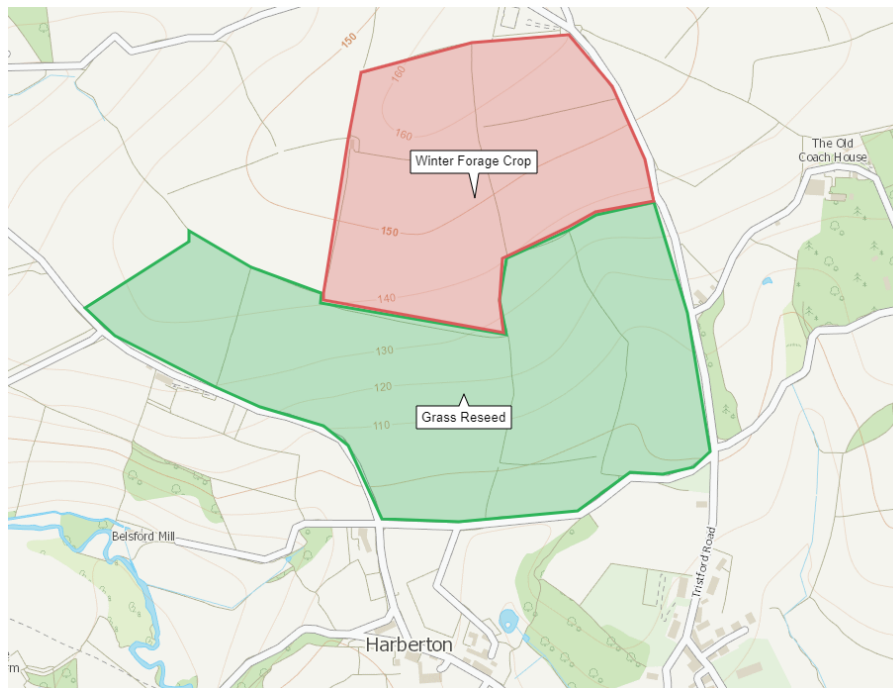 150
160
160
Winter Forage Crop
The Old
Coach House
150
140
130
120
Grass Reseed
110
Belsford Mill
Tristford Road
Harberton
rm